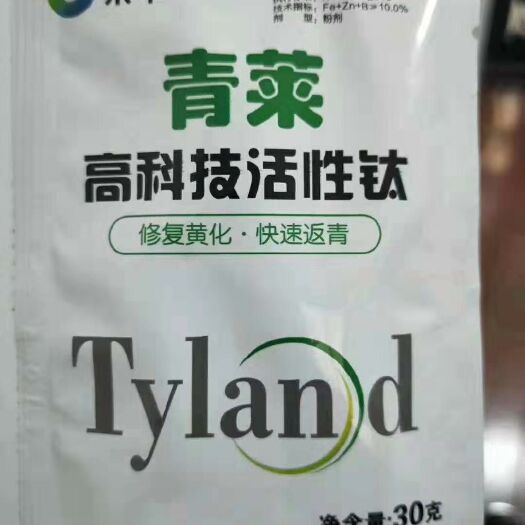 技术指标: Fe+Zn+B≥10.0%
剂 型: 粉剂
青莱
高科技活性钛
修复黄化·快速返青
Tyland
净含量:30克